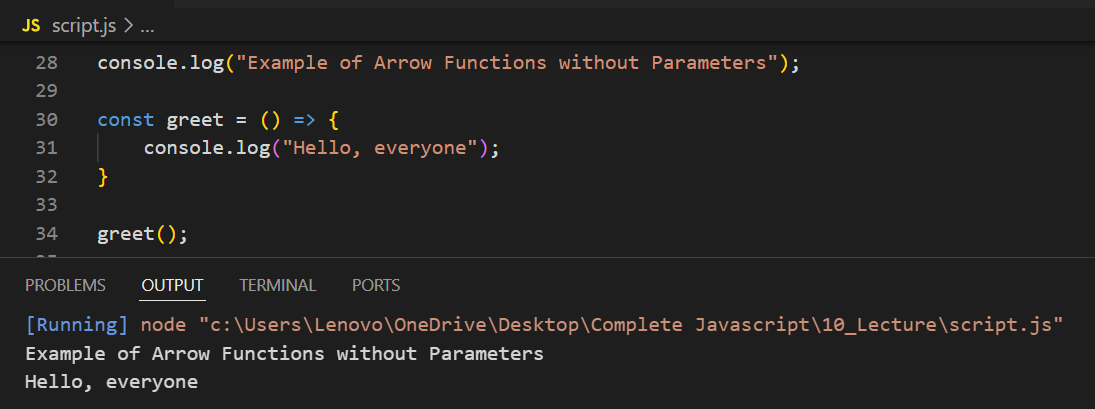 JS script.js > ...
28 console.log("Example of Arrow Functions without Parameters");
29
30 const greet = () => {
31     console.log("Hello, everyone");
32 }
33
34 greet();
PROBLEMS OUTPUT TERMINAL PORTS
[Running] node "c:\Users\Lenovo\OneDrive\Desktop\Complete Javascript\10_Lecture\script.js"
Example of Arrow Functions without Parameters
Hello, everyone